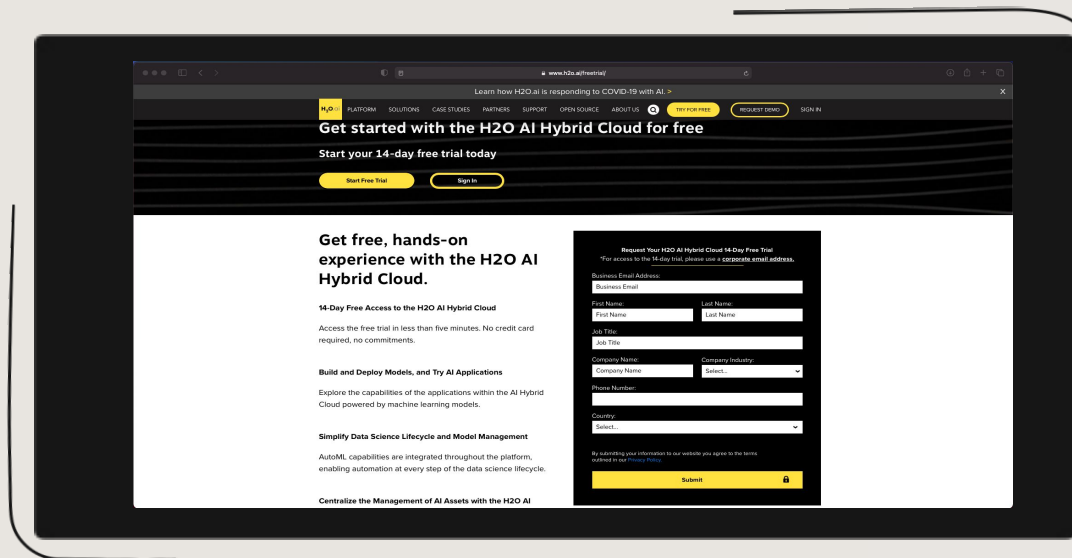 www.h2o.ai/freetrial/
Learn how H2O.ai is responding to COVID-19 with AI. >
X
H2O.ai PLATFORM SOLUTIONS CASE STUDIES PARTNERS SUPPORT OPEN SOURCE ABOUT US TRY FOR FREE REQUEST DEMO SIGN IN
Get started with the H2O AI Hybrid Cloud for free
Start your 14-day free trial today
Start Free Trial Sign In
Get free, hands-on
experience with the H2O AI
Hybrid Cloud.
14-Day Free Access to the H2O AI Hybrid Cloud
Access the free trial in less than five minutes. No credit card
required, no commitments.
Build and Deploy Models, and Try AI Applications
Explore the capabilities of the applications within the AI Hybrid
Cloud powered by machine learning models.
Simplify Data Science Lifecycle and Model Management
AutoML capabilities are integrated throughout the platform,
enabling automation at every step of the data science lifecycle.
Centralize the Management of AI Assets with the H2O AI
Request Your H2O AI Hybrid Cloud 14-Day Free Trial
*For access to the 14-day trial, please use a corporate email address.
Business Email Address:
Business Email
First Name: Last Name:
First Name Last Name
Job Title:
Job Title
Company Name: Company Industry:
Company Name Select...
Phone Number:
Country:
Select...
By submitting your information to our website you agree to the terms
outlined in our Privacy Policy.
Submit